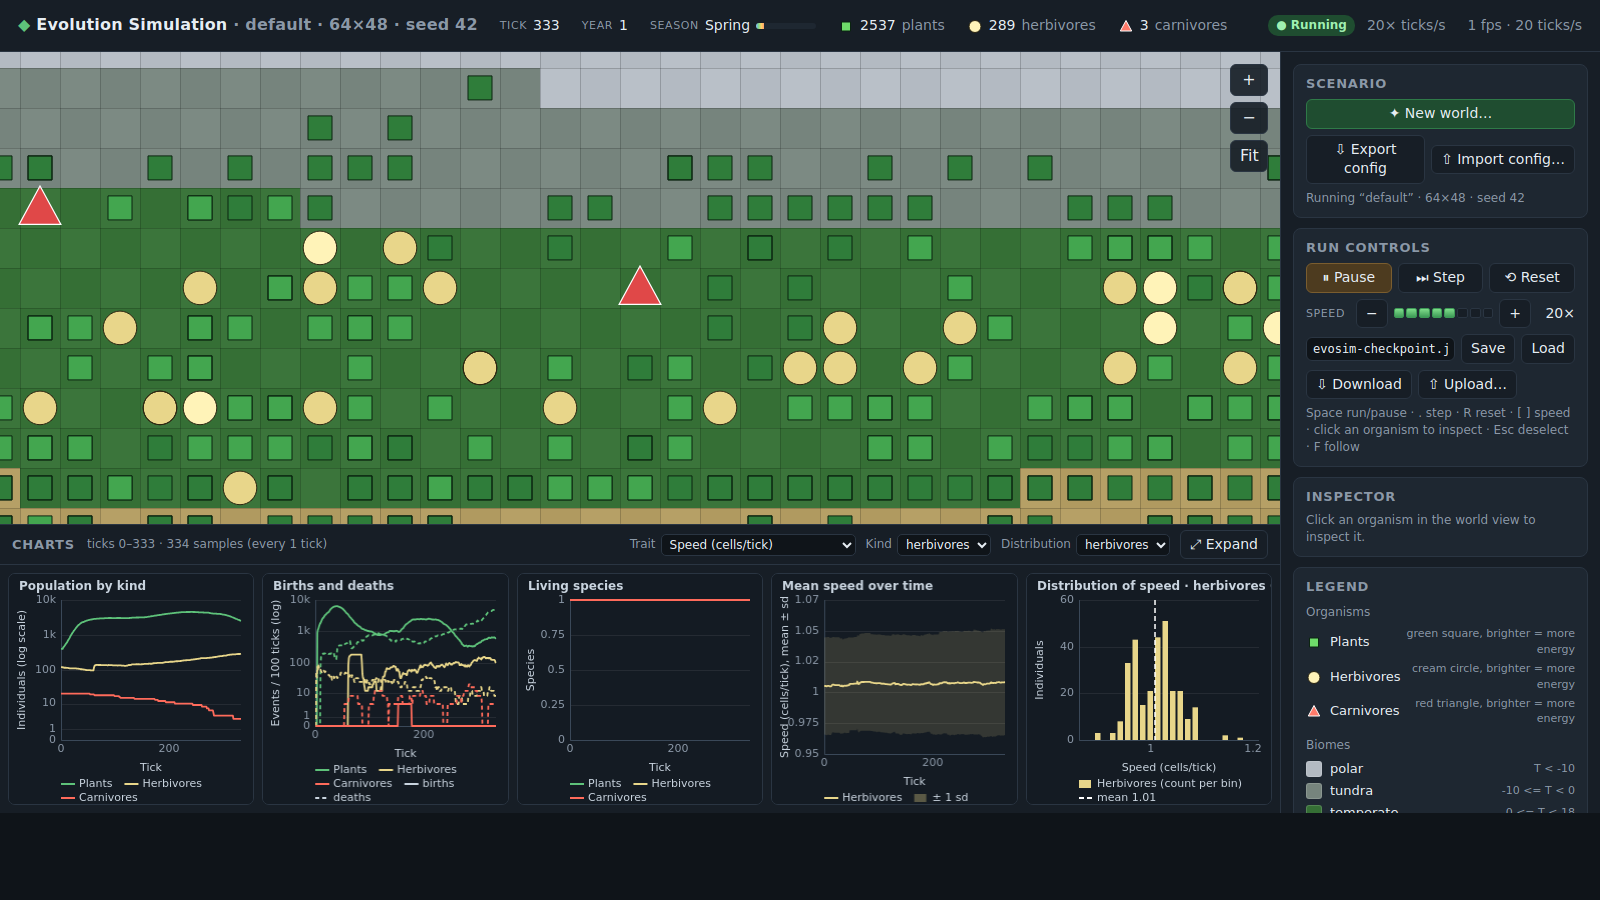 ◆ Evolution Simulation · default · 64×48 · seed 42
TICK 333
YEAR 1
SEASON Spring
2537 plants
289 herbivores
3 carnivores
● Running
20× ticks/s
1 fps · 20 ticks/s
+
−
Fit
SCENARIO
✦ New world…
⇩ Export config
⇧ Import config…
Running “default” · 64×48 · seed 42
RUN CONTROLS
⏸ Pause
⏭ Step
⟲ Reset
SPEED
−
+
20×
evosim-checkpoint.j
Save
Load
⇩ Download
⇧ Upload…
Space run/pause · . step · R reset · [ ] speed
· click an organism to inspect · Esc deselect
· F follow
INSPECTOR
Click an organism in the world view to
inspect it.
LEGEND
Organisms
Plants
green square, brighter = more
energy
Herbivores
cream circle, brighter = more
energy
Carnivores
red triangle, brighter = more
energy
Biomes
polar
T < -10
tundra
-10 <= T < 0
temperate
0 <= T < 18
CHARTS
ticks 0–333 · 334 samples (every 1 tick)
Trait
Speed (cells/tick)
Kind
herbivores
Distribution
herbivores
⤢ Expand
Population by kind
Individuals (log scale)
10k
1k
100
10
1
0
0
200
Tick
Plants
Herbivores
Carnivores
Births and deaths
Events / 100 ticks (log)
10k
1k
100
10
1
0
0
200
Tick
Plants
Herbivores
Carnivores
births
deaths
Living species
Species
1
0.75
0.5
0.25
0
0
200
Tick
Plants
Herbivores
Carnivores
Mean speed over time
Speed (cells/tick), mean ± sd
1.07
1.05
1.02
1
0.975
0.95
0
200
Tick
Herbivores
± 1 sd
Distribution of speed · herbivores
Individuals
60
40
20
0
1
1.2
Speed (cells/tick)
Herbivores (count per bin)
mean 1.01